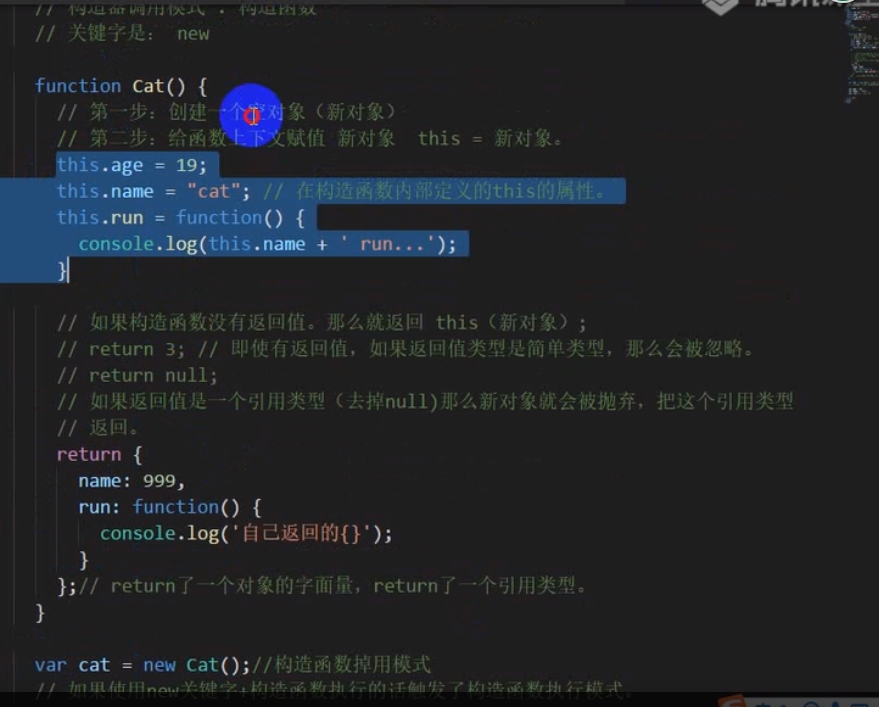 // 构造器调用模式 ：构造函数
// 关键字是： new
function Cat() {
// 第一步：创建一个空对象（新对象）
// 第二步：给函数上下文赋值 新对象  this = 新对象。
this.age = 19;
this.name = "cat"; // 在构造函数内部定义的this的属性。
this.run = function() {
console.log(this.name + ' run...');
}
// 如果构造函数没有返回值。那么就返回 this（新对象）;
// return 3; // 即使有返回值，如果返回值类型是简单类型，那么会被忽略。
// return null;
// 如果返回值是一个引用类型（去掉null)那么新对象就会被抛弃，把这个引用类型
// 返回。
return {
name: 999,
run: function() {
console.log('自己返回的{}');
}
};// return了一个对象的字面量，return了一个引用类型。
}
var cat = new Cat();//构造函数掉用模式
// 如果使用new关键字+构造函数执行的话触发了构造函数执行模式。